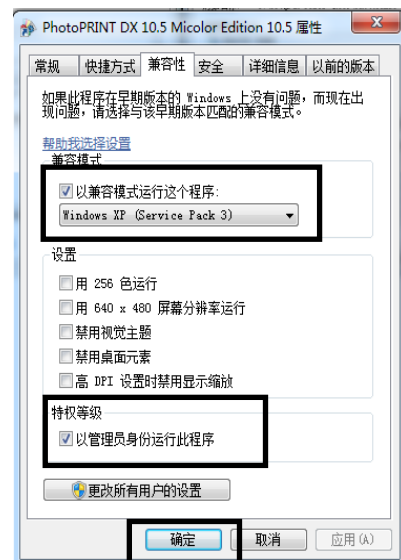 PhotoPRINT DX 10.5 Micolor Edition 10.5 属性
常规 快捷方式 兼容性 安全 详细信息 以前的版本
如果此程序在早期版本的 Windows 上没有问题，而现在出
现问题，请选择与该早期版本匹配的兼容模式。
帮助我选择设置
兼容模式
以兼容模式运行这个程序:
Windows XP (Service Pack 3)
设置
用 256 色运行
用 640 x 480 屏幕分辨率运行
禁用视觉主题
禁用桌面元素
高 DPI 设置时禁用显示缩放
特权等级
以管理员身份运行此程序
更改所有用户的设置
确定 取消 应用(A)